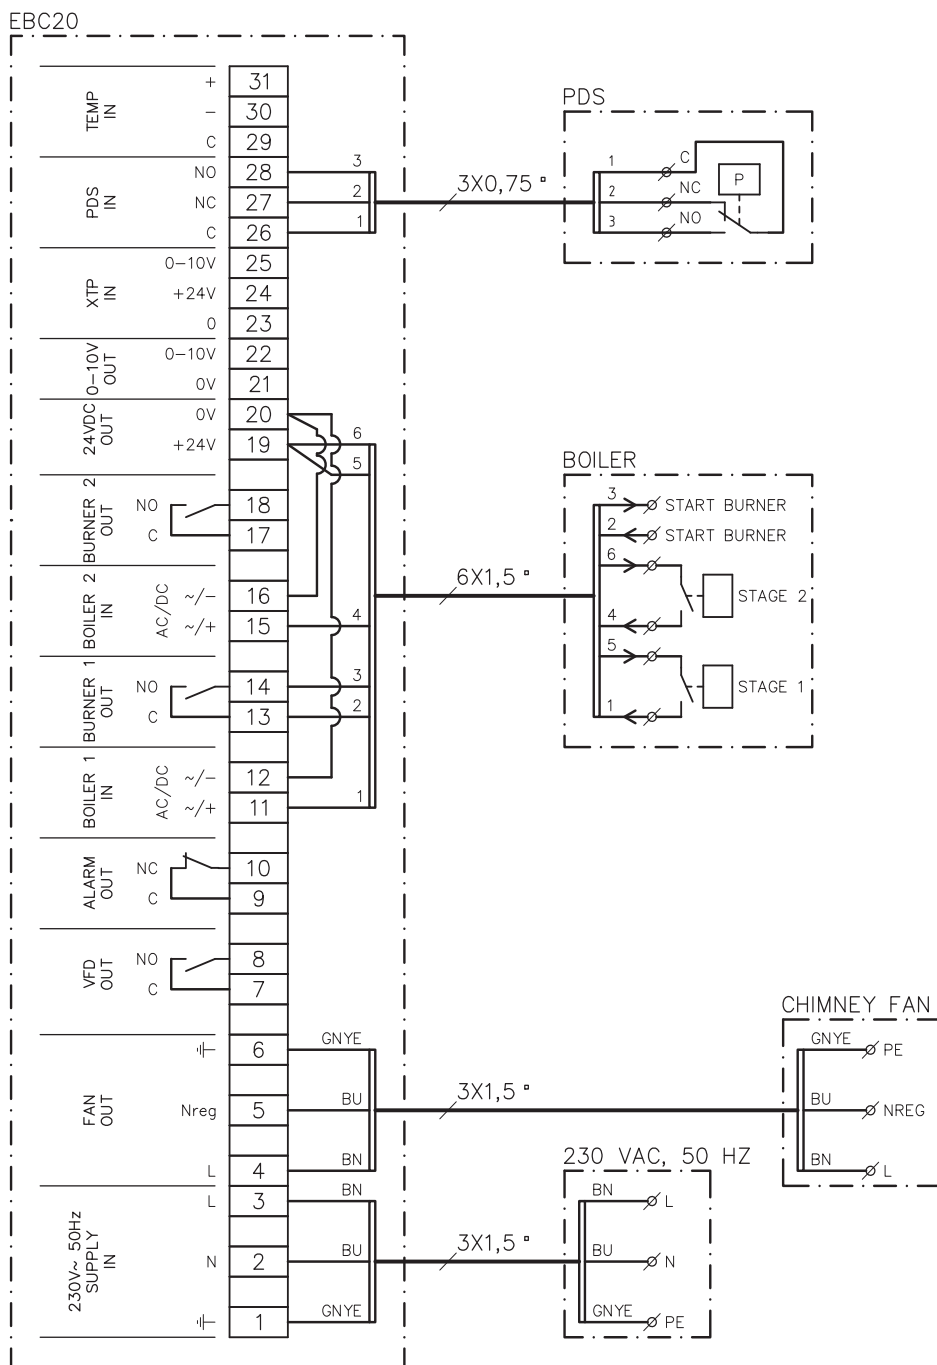 EBC20
TEMP IN
+ 31
− 30
C 29
PDS IN
NO 28 3
NC 27 2
C 26 1
3X0,75 ▫
PDS
1 C
2 NC
3 NO
P
XTP IN
0−10V 25
+24V 24
0 23
0−10V OUT
0−10V 22
0V 21
24VDC OUT
0V 20
+24V 19 6
5
BURNER 2 OUT
NO 18
C 17
BOILER 2 IN
AC/DC
~/− 16
~/+ 15 4
6X1,5 ▫
BOILER
3 START BURNER
2 START BURNER
6
STAGE 2
4
5
STAGE 1
1
BURNER 1 OUT
NO 14 3
C 13 2
BOILER 1 IN
AC/DC
~/− 12
~/+ 11 1
ALARM OUT
NC 10
C 9
VFD OUT
NO 8
C 7
FAN OUT
6 GNYE
Nreg 5 BU
L 4 BN
3X1,5 ▫
CHIMNEY FAN
GNYE PE
BU NREG
BN L
230V~ 50Hz SUPPLY IN
L 3 BN
N 2 BU
1 GNYE
3X1,5 ▫
230 VAC, 50 HZ
BN L
BU N
GNYE PE